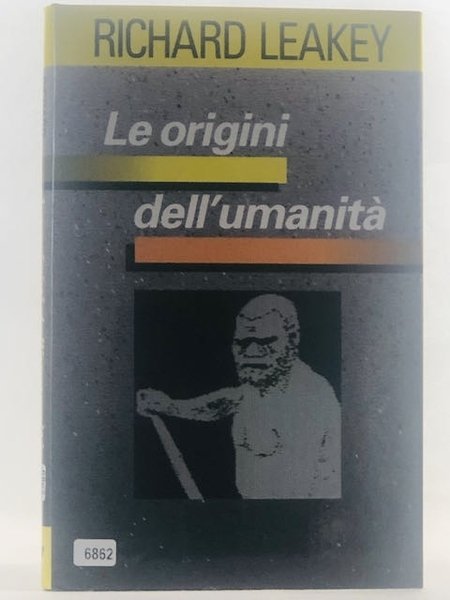 RICHARD LEAKEY
Le origini
dell'umanità
6862